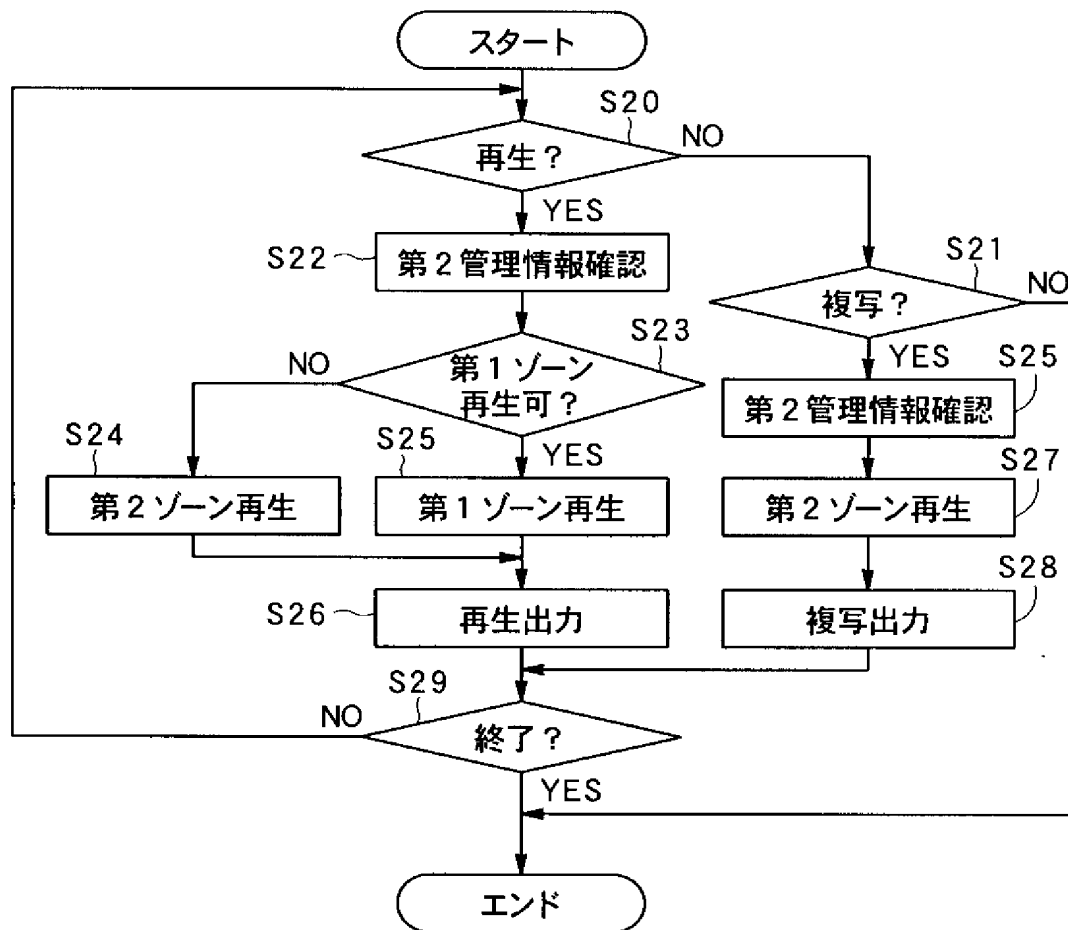 スタート
S20
再生？
NO
YES
S22
第2管理情報確認
S21
複写？
NO
YES
S23
第1ゾーン
再生可？
NO
YES
S25
第2管理情報確認
S24
第2ゾーン再生
S25
第1ゾーン再生
S27
第2ゾーン再生
S26
再生出力
S28
複写出力
S29
終了？
NO
YES
エンド